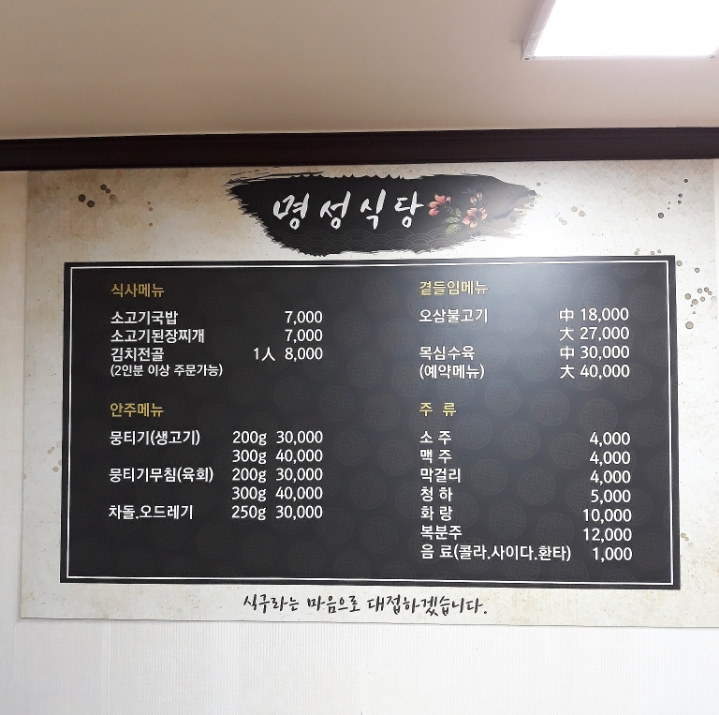 명성식당
식사메뉴
소고기국밥 7,000
소고기된장찌개 7,000
김치전골 1人 8,000
(2인분 이상 주문가능)
안주메뉴
뭉티기(생고기) 200g 30,000
300g 40,000
뭉티기무침(육회) 200g 30,000
300g 40,000
차돌.오드레기 250g 30,000
곁들임메뉴
오삼불고기 中 18,000
大 27,000
목심수육 中 30,000
(예약메뉴) 大 40,000
주 류
소 주 4,000
맥 주 4,000
막걸리 4,000
청 하 5,000
화 랑 10,000
복분주 12,000
음 료(콜라.사이다.환타) 1,000
식구라는 마음으로 대접하겠습니다.